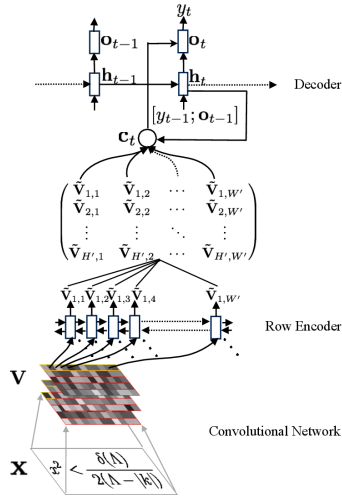 y_t
o_{t-1} o_t
h_{t-1} h_t Decoder
[y_{t-1}; o_{t-1}]
c_t
Ṽ_{1,1} Ṽ_{1,2} ⋯ Ṽ_{1,W′}
Ṽ_{2,1} Ṽ_{2,2} ⋯ Ṽ_{2,W′}
⋮ ⋮ ⋱ ⋮
Ṽ_{H′,1} Ṽ_{H′,2} ⋯ Ṽ_{H′,W′}
Ṽ_{1,1} Ṽ_{1,2} Ṽ_{1,3} Ṽ_{1,4} Ṽ_{1,W′}
Row Encoder
V
Convolutional Network
X < δ(Λ)
2(Λ − |k|)